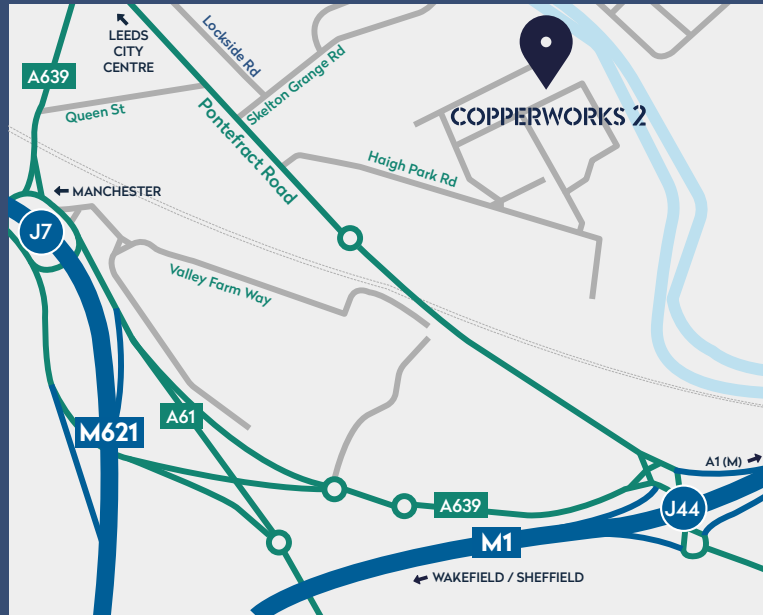 LEEDS
CITY
CENTRE
Lockside Rd
A639
Skelton Grange Rd
Queen St
Pontefract Road
COPPERWORKS 2
Haigh Park Rd
MANCHESTER
J7
Valley Farm Way
A61
M621
A1 (M)
A639
J44
M1
WAKEFIELD / SHEFFIELD